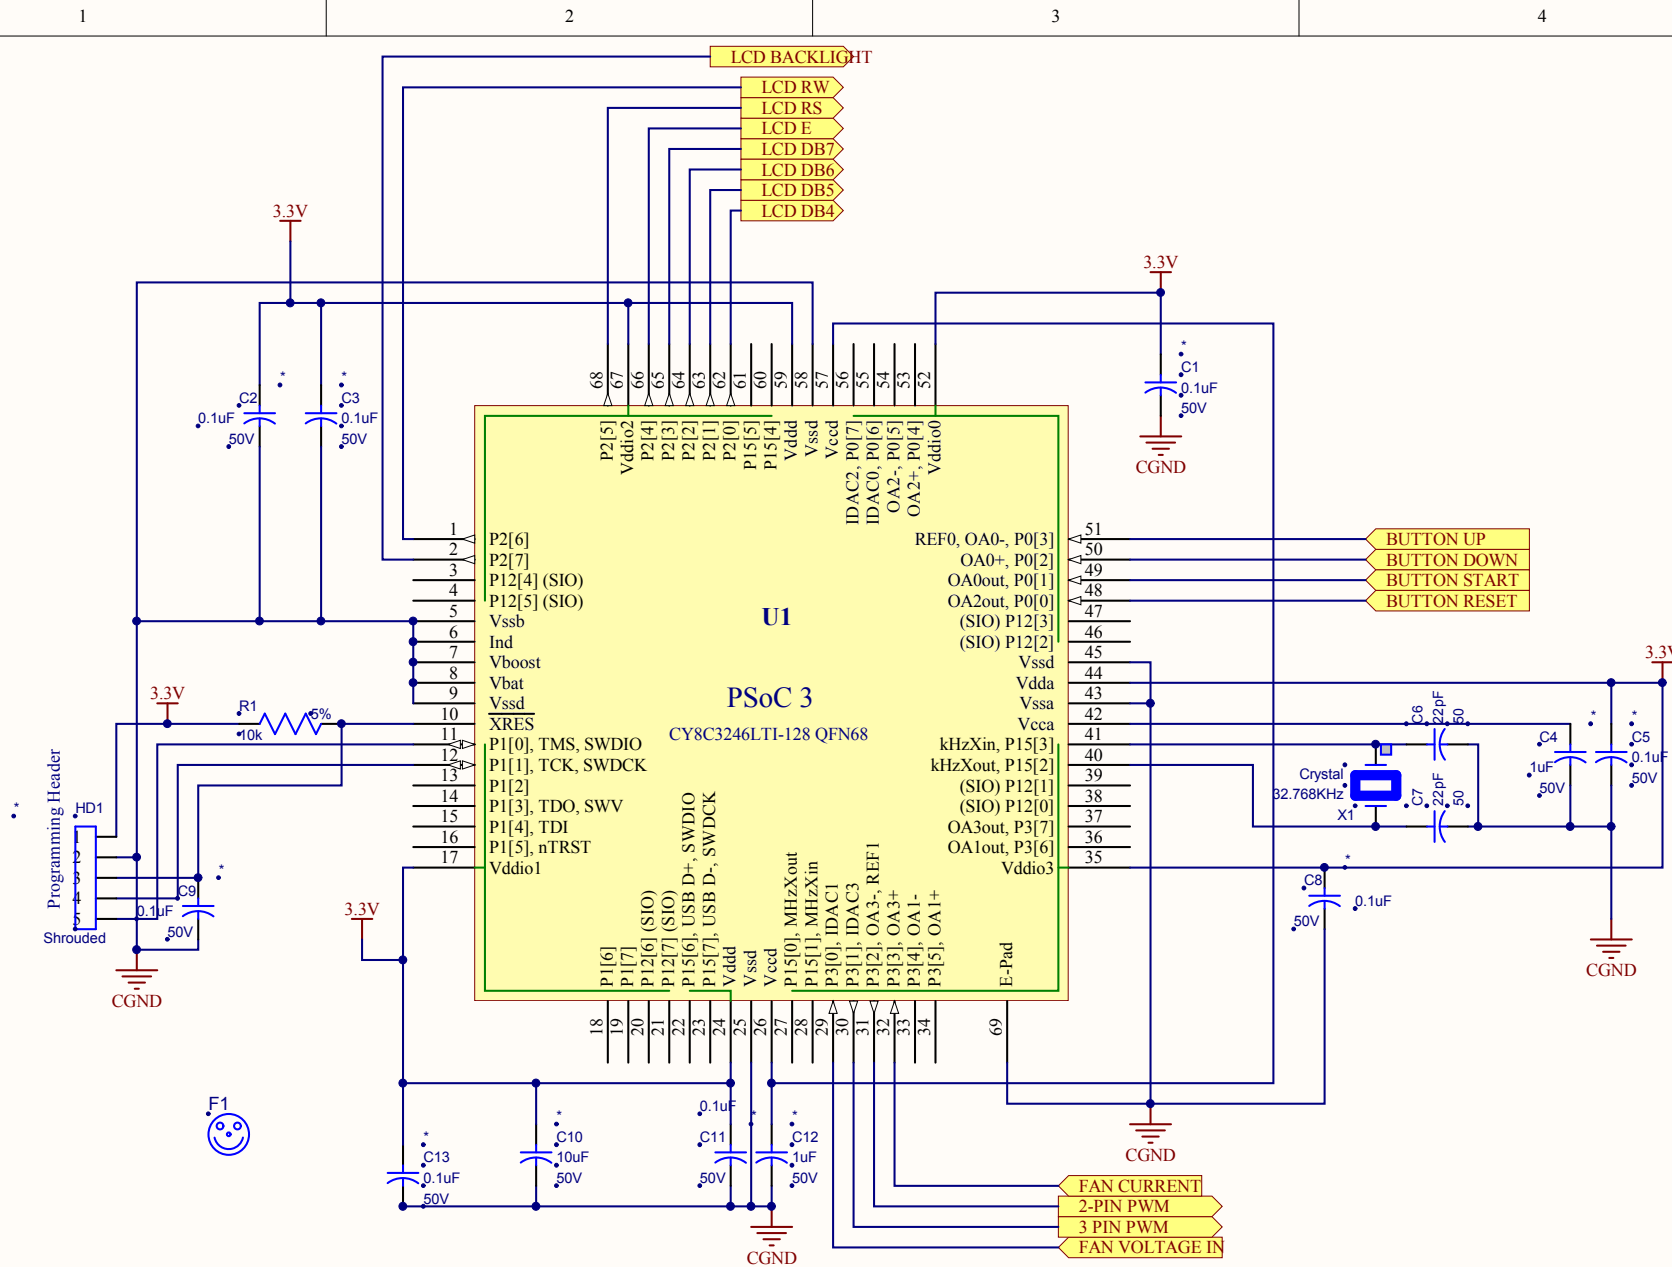 1 2 3 4
LCD BACKLIGHT
LCD RW
LCD RS
LCD E
LCD DB7
LCD DB6
LCD DB5
LCD DB4
3.3V
3.3V
*
C2
0.1uF
50V
*
C3
0.1uF
50V
*
C1
0.1uF
50V
CGND
68 67 66 65 64 63 62 61 60 59 58 57 56 55 54 53 52
P2[5]
Vddio2
P2[4]
P2[3]
P2[2]
P2[1]
P2[0]
P15[5]
P15[4]
Vddd
Vssd
Vccd
IDAC2, P0[7]
IDAC0, P0[6]
OA2-, P0[5]
OA2+, P0[4]
Vddio0
1 P2[6]
2 P2[7]
3 P12[4] (SIO)
4 P12[5] (SIO)
5 Vssb
6 Ind
7 Vboost
8 Vbat
9 Vssd
10 XRES
11 P1[0], TMS, SWDIO
12 P1[1], TCK, SWDCK
13 P1[2]
14 P1[3], TDO, SWV
15 P1[4], TDI
16 P1[5], nTRST
17 Vddio1
U1
PSoC 3
CY8C3246LTI-128 QFN68
REF0, OA0-, P0[3] 51
OA0+, P0[2] 50
OA0out, P0[1] 49
OA2out, P0[0] 48
(SIO) P12[3] 47
(SIO) P12[2] 46
Vssd 45
Vdda 44
Vssa 43
Vcca 42
kHzXin, P15[3] 41
kHzXout, P15[2] 40
(SIO) P12[1] 39
(SIO) P12[0] 38
OA3out, P3[7] 37
OA1out, P3[6] 36
Vddio3 35
BUTTON UP
BUTTON DOWN
BUTTON START
BUTTON RESET
3.3V
R1
5%
10k
3.3V
C6
22pF
50
C7
22pF
50
Crystal
32.768KHz
X1
*
C4
1uF
50V
*
C5
0.1uF
50V
CGND
*
C8
0.1uF
50V
*
HD1
Programming Header
1
2
3
4
5
Shrouded
*
C9
0.1uF
50V
CGND
3.3V
P1[6]
P1[7]
P12[6] (SIO)
P12[7] (SIO)
P15[6], USB D+, SWDIO
P15[7], USB D-, SWDCK
Vddd
Vssd
Vccd
P15[0], MHzXout
P15[1], MHzXin
P3[0], IDAC1
P3[1], IDAC3
P3[2], OA3-, REF1
P3[3], OA3+
P3[4], OA1-
P3[5], OA1+
E-Pad
18 19 20 21 22 23 24 25 26 27 28 29 30 31 32 33 34 69
F1
*
C13
0.1uF
50V
*
C10
10uF
50V
0.1uF
*
C11
50V
*
C12
1uF
50V
CGND
CGND
FAN CURRENT
2-PIN PWM
3 PIN PWM
FAN VOLTAGE IN